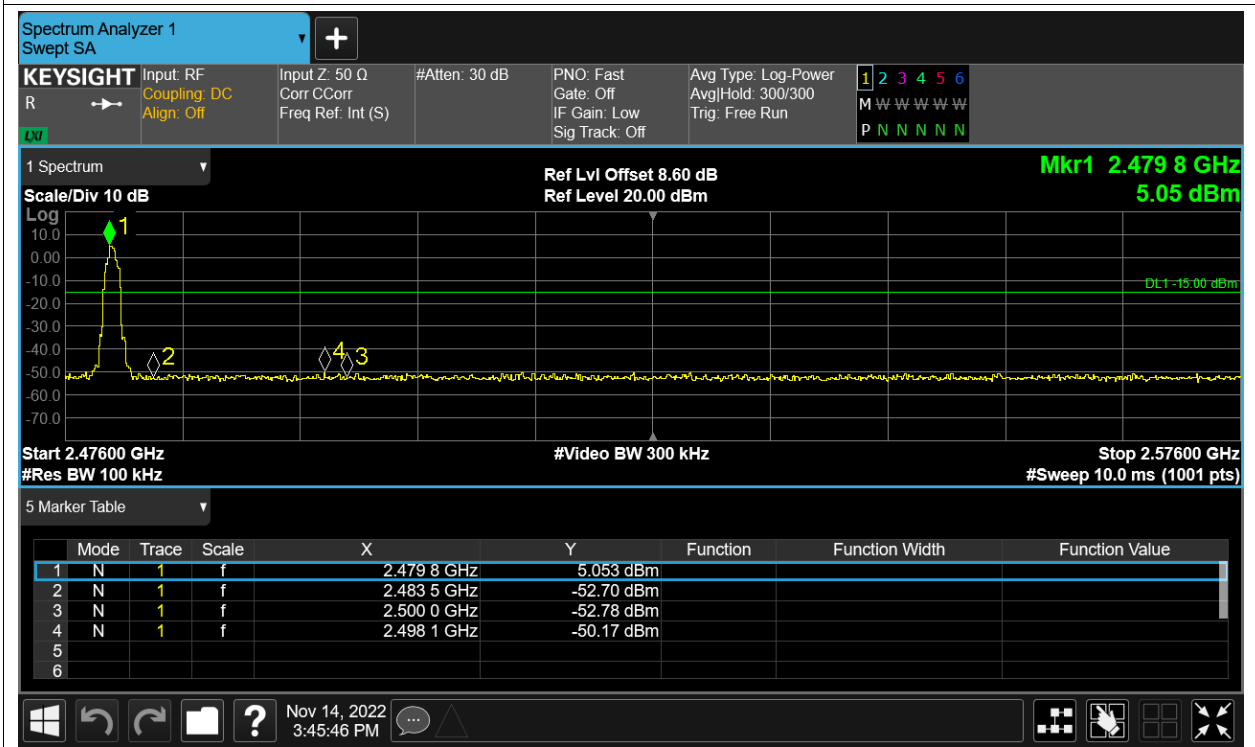 Spectrum Analyzer 1
Swept SA
KEYSIGHT Input: RF Input Z: 50 Ω #Atten: 30 dB PNO: Fast Avg Type: Log-Power 1 2 3 4 5 6
R Coupling: DC Corr CCorr Gate: Off Avg|Hold: 300/300 M W W W W W
Align: Off Freq Ref: Int (S) IF Gain: Low Trig: Free Run
LXI Sig Track: Off P N N N N N
1 Spectrum Ref Lvl Offset 8.60 dB Mkr1 2.479 8 GHz
Scale/Div 10 dB Ref Level 20.00 dBm 5.05 dBm
Log
1
10.0
0.00
-10.0 DL1 -15.00 dBm
-20.0
-30.0
-40.0
2 4 3
-50.0
-60.0
-70.0
Start 2.47600 GHz #Video BW 300 kHz Stop 2.57600 GHz
#Res BW 100 kHz #Sweep 10.0 ms (1001 pts)
5 Marker Table
Mode Trace Scale X Y Function Function Width Function Value
1 N 1 f 2.479 8 GHz 5.053 dBm
2 N 1 f 2.483 5 GHz -52.70 dBm
3 N 1 f 2.500 0 GHz -52.78 dBm
4 N 1 f 2.498 1 GHz -50.17 dBm
5
6
? Nov 14, 2022
3:45:46 PM